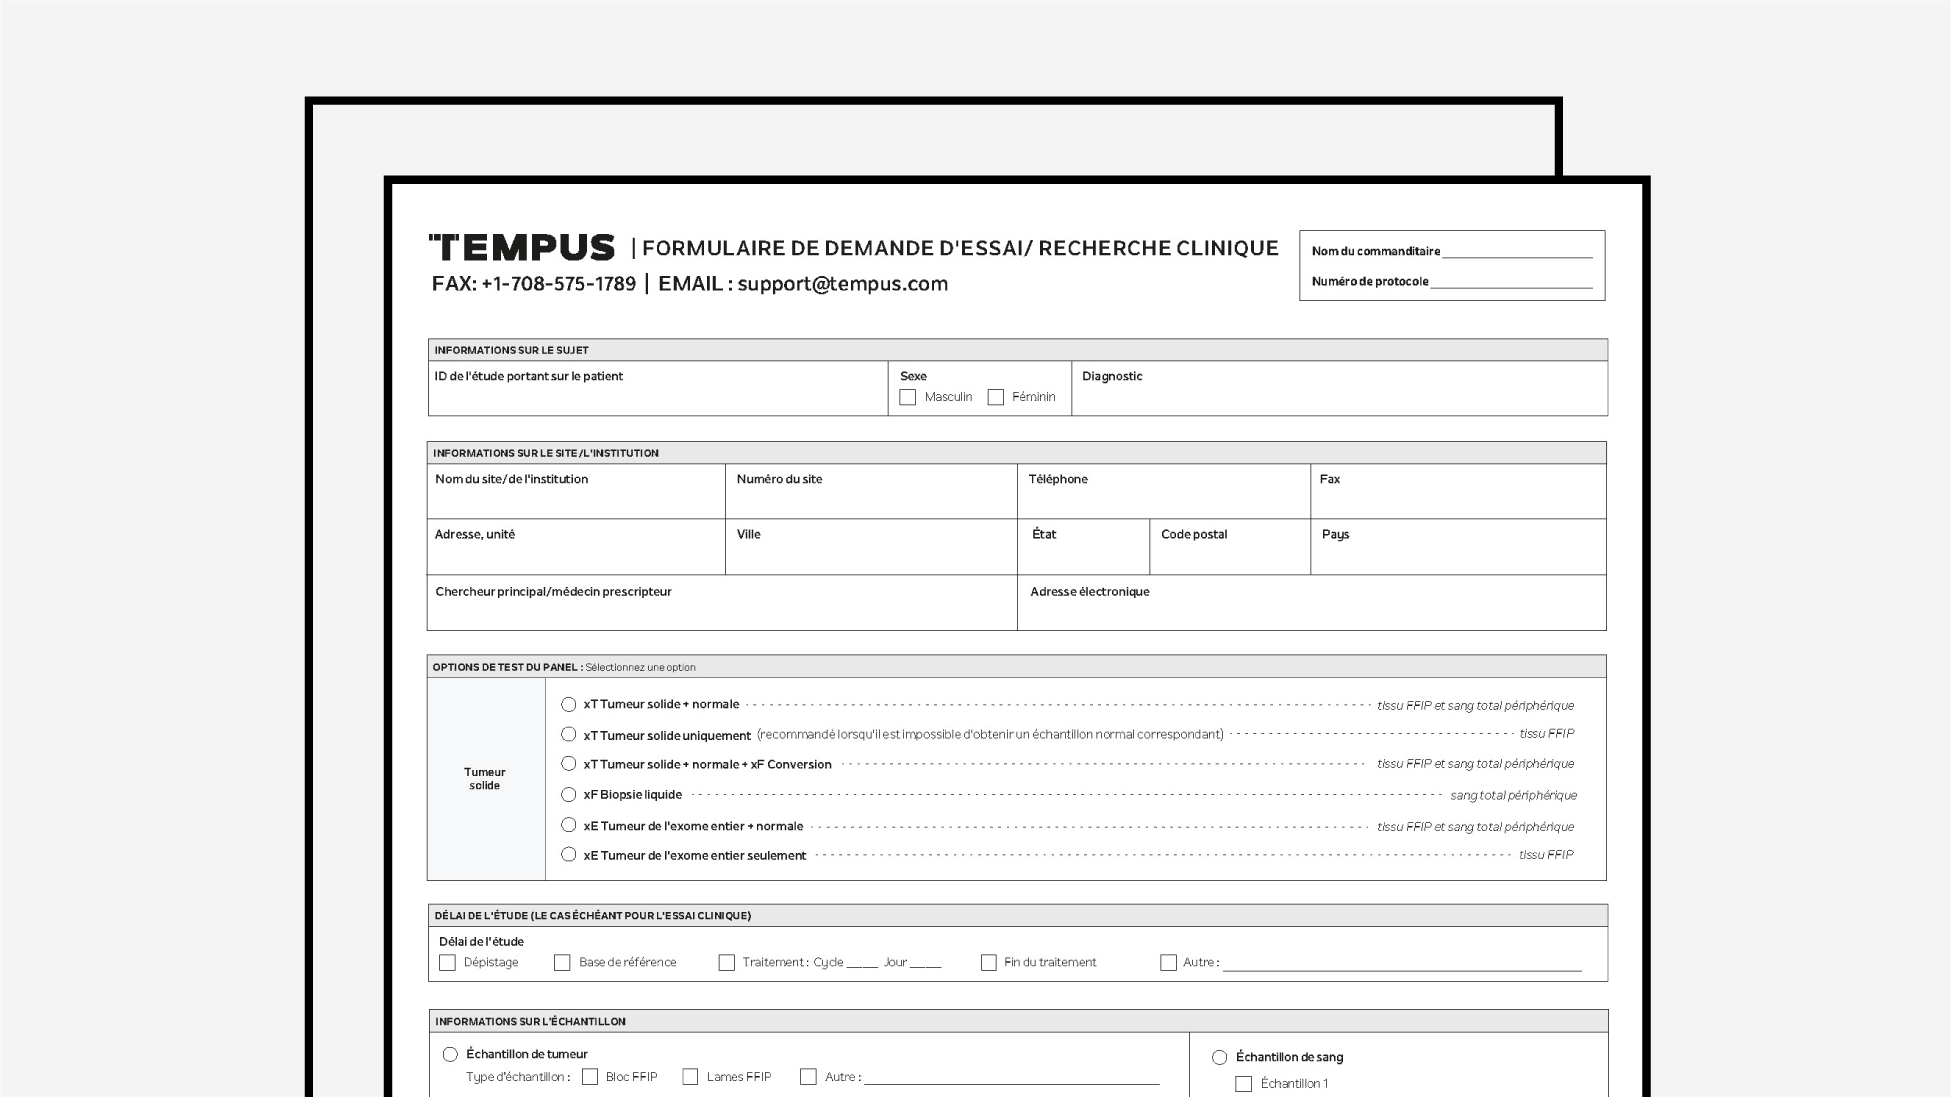 TEMPUS | FORMULAIRE DE DEMANDE D'ESSAI/ RECHERCHE CLINIQUE
FAX: +1-708-575-1789 | EMAIL : support@tempus.com
Nom du commanditaire
Numéro de protocole
INFORMATIONS SUR LE SUJET
ID de l'étude portant sur le patient
Sexe
Masculin Féminin
Diagnostic
INFORMATIONS SUR LE SITE/L'INSTITUTION
Nom du site/de l'institution Numéro du site Téléphone Fax
Adresse, unité Ville État Code postal Pays
Chercheur principal/médecin prescripteur Adresse électronique
OPTIONS DE TEST DU PANEL : Sélectionnez une option
Tumeur
solide
xT Tumeur solide + normale tissu FFIP et sang total périphérique
xT Tumeur solide uniquement (recommandé lorsqu'il est impossible d'obtenir un échantillon normal correspondant) tissu FFIP
xT Tumeur solide + normale + xF Conversion tissu FFIP et sang total périphérique
xF Biopsie liquide sang total périphérique
xE Tumeur de l'exome entier + normale tissu FFIP et sang total périphérique
xE Tumeur de l'exome entier seulement tissu FFIP
DÉLAI DE L'ÉTUDE (LE CAS ÉCHÉANT POUR L'ESSAI CLINIQUE)
Délai de l'étude
Dépistage Base de référence Traitement : Cycle ____ Jour ____ Fin du traitement Autre :
INFORMATIONS SUR L'ÉCHANTILLON
Échantillon de tumeur
Type d'échantillon : Bloc FFIP Lames FFIP Autre :
Échantillon de sang
Échantillon 1